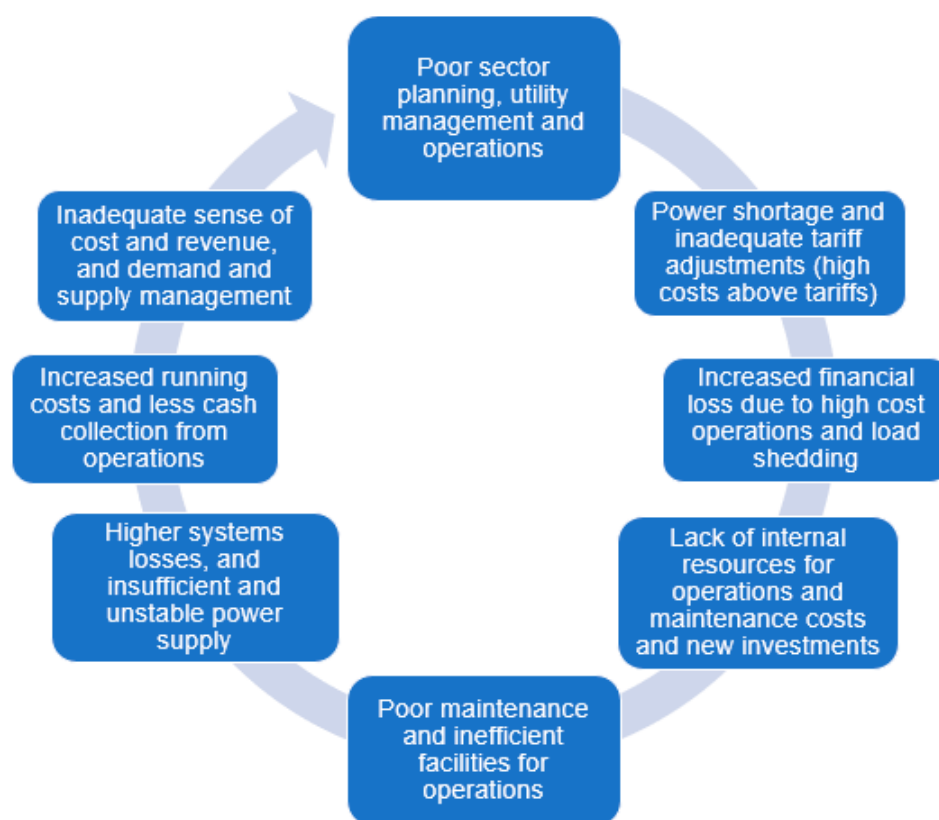 Poor sector
planning, utility
management and
operations
Power shortage and
inadequate tariff
adjustments (high
costs above tariffs)
Increased financial
loss due to high cost
operations and load
shedding
Lack of internal
resources for
operations and
maintenance costs
and new investments
Poor maintenance
and inefficient
facilities for
operations
Higher systems
losses, and
insufficient and
unstable power
supply
Increased running
costs and less cash
collection from
operations
Inadequate sense of
cost and revenue,
and demand and
supply management